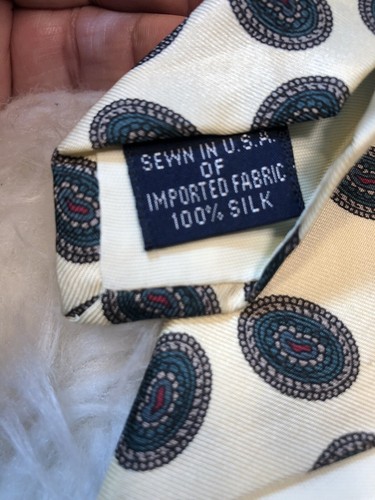 SEWN IN U.S.A.
OF
IMPORTED FABRIC
100% SILK